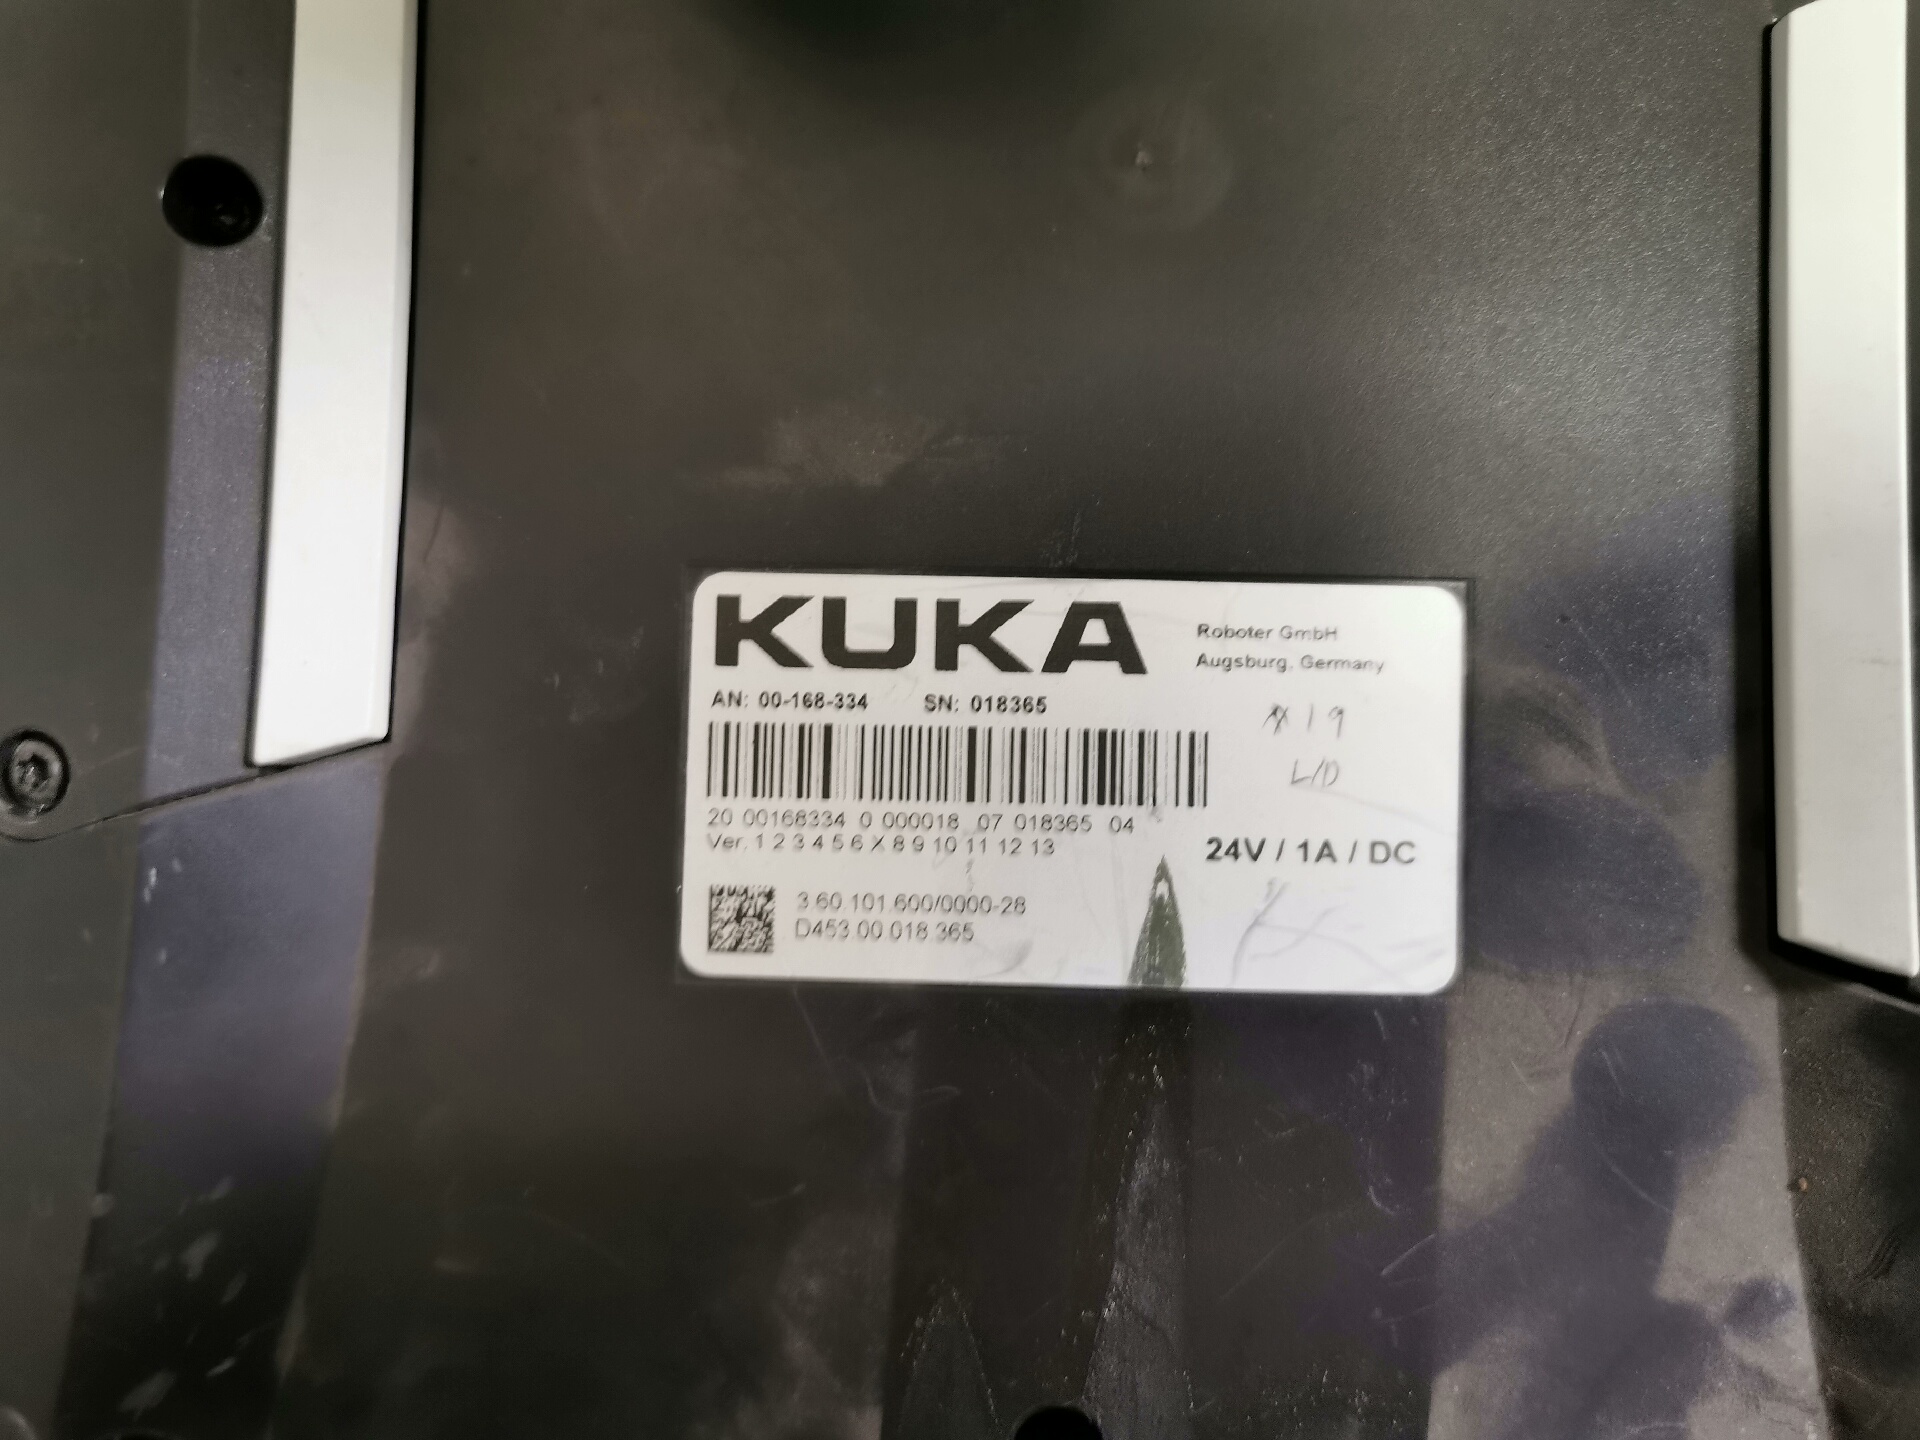 KUKA
Roboter GmbH
Augsburg, Germany
AN: 00-168-334 SN: 018365
19
L/D
20 00168334 0 000018 07 018365 04
Ver. 1 2 3 4 5 6 X 8 9 10 11 12 13
24V / 1A / DC
3.60.101.600/0000-28
D453 00 018 365